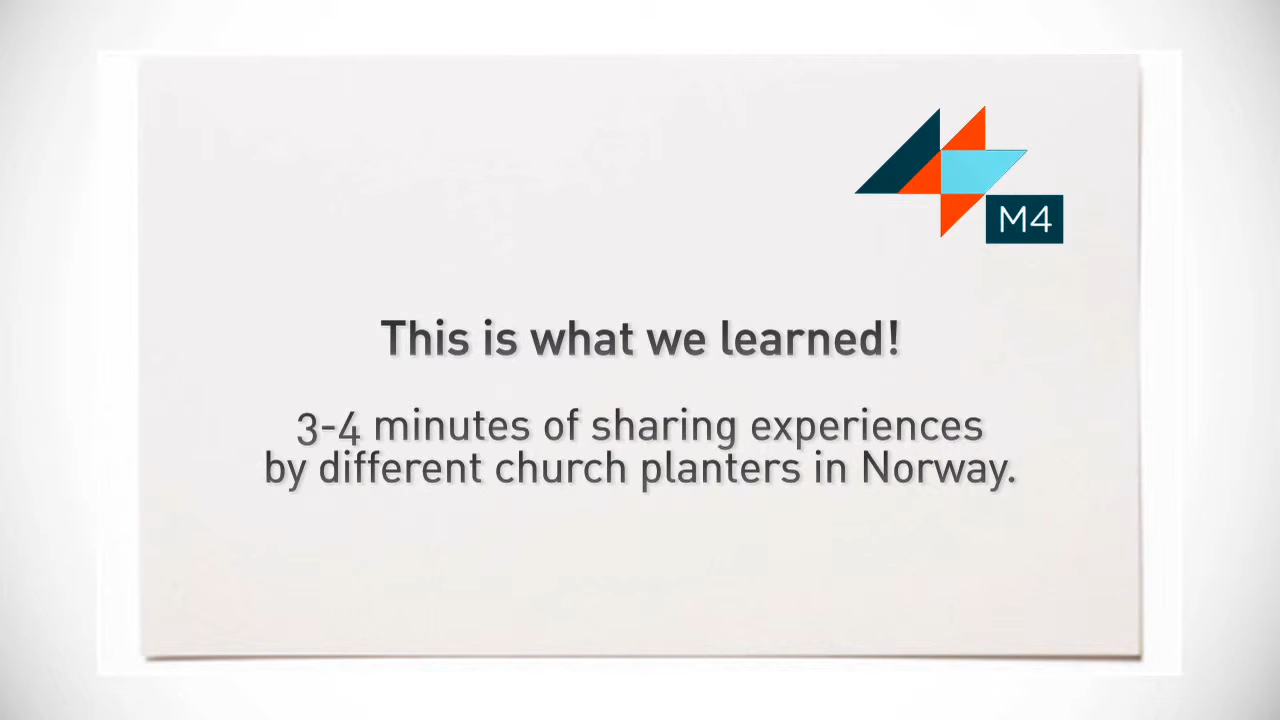 M4
This is what we learned!
3-4 minutes of sharing experiences
by different church planters in Norway.